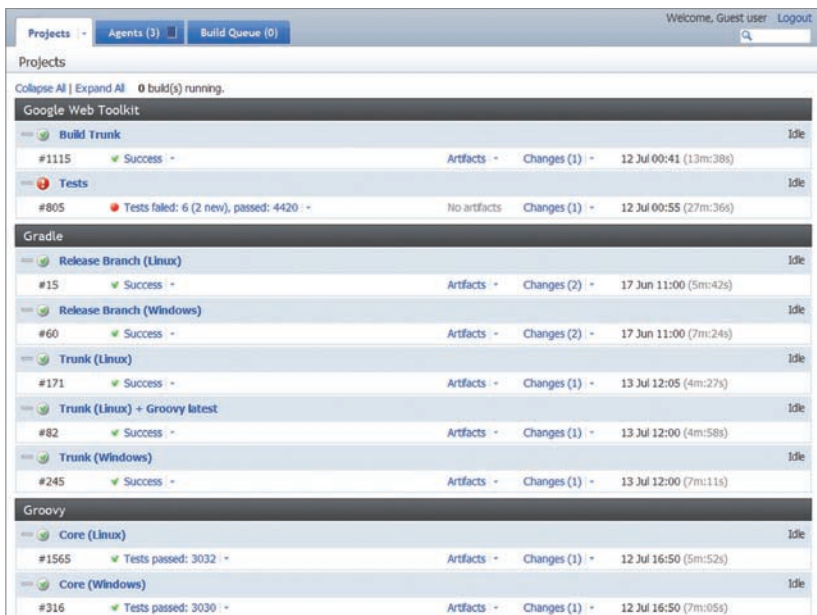 Welcome, Guest user Logout
Projects Agents (3) Build Queue (0)
Projects
Collapse All | Expand All 0 build(s) running.
Google Web Toolkit
Build Trunk Idle
#1115 Success Artifacts Changes (1) 12 Jul 00:41 (13m:38s)
Tests Idle
#805 Tests failed: 6 (2 new), passed: 4420 No artifacts Changes (1) 12 Jul 00:55 (27m:36s)
Gradle
Release Branch (Linux) Idle
#15 Success Artifacts Changes (2) 17 Jun 11:00 (5m:42s)
Release Branch (Windows) Idle
#60 Success Artifacts Changes (2) 17 Jun 11:00 (7m:24s)
Trunk (Linux) Idle
#171 Success Artifacts Changes (1) 13 Jul 12:05 (4m:27s)
Trunk (Linux) + Groovy latest Idle
#82 Success Artifacts Changes (1) 13 Jul 12:00 (4m:58s)
Trunk (Windows) Idle
#245 Success Artifacts Changes (1) 13 Jul 12:00 (7m:11s)
Groovy
Core (Linux) Idle
#1565 Tests passed: 3032 Artifacts Changes (1) 12 Jul 16:50 (5m:52s)
Core (Windows) Idle
#316 Tests passed: 3030 Artifacts Changes (1) 12 Jul 16:50 (7m:05s)